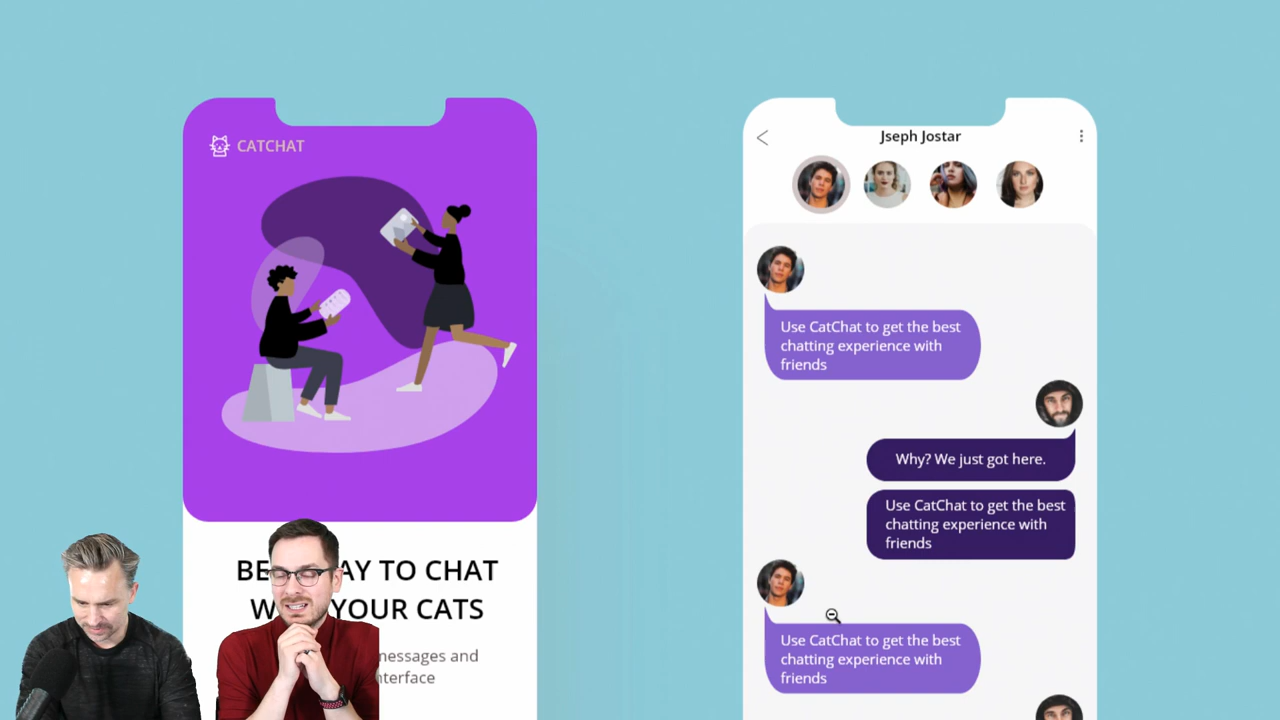 CATCHAT
BE AY TO CHAT
W YOUR CATS
messages and
nterface
Jseph Jostar
Use CatChat to get the best
chatting experience with
friends
Why? We just got here.
Use CatChat to get the best
chatting experience with
friends
Use CatChat to get the best
chatting experience with
friends